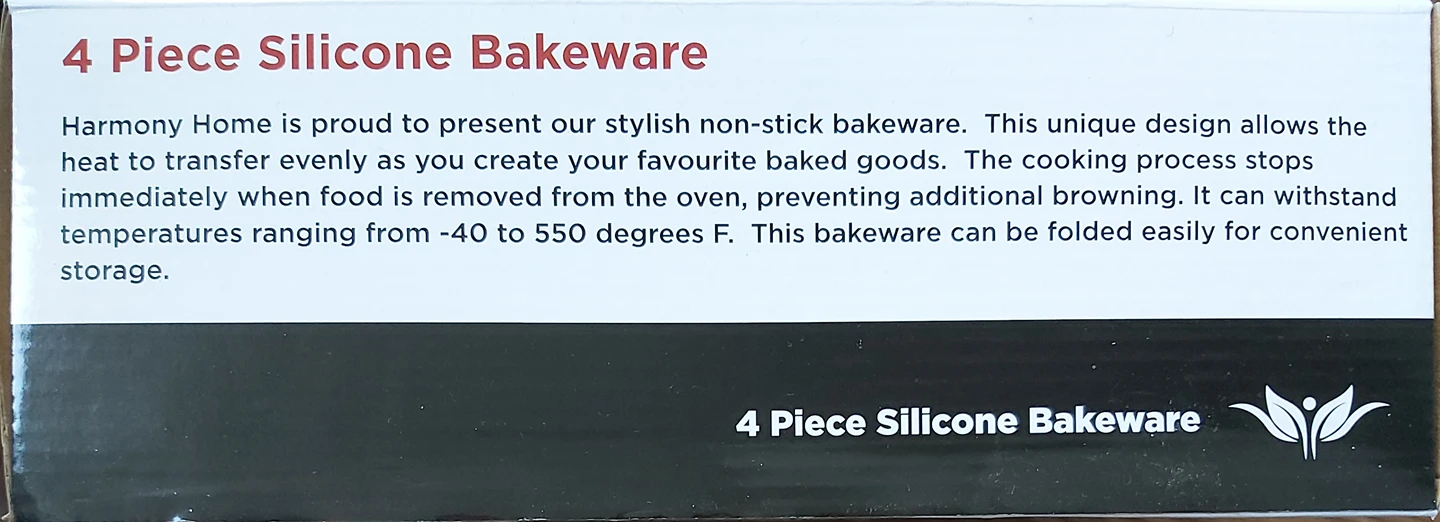 4 Piece Silicone Bakeware
Harmony Home is proud to present our stylish non-stick bakeware. This unique design allows the
heat to transfer evenly as you create your favourite baked goods. The cooking process stops
immediately when food is removed from the oven, preventing additional browning. It can withstand
temperatures ranging from -40 to 550 degrees F. This bakeware can be folded easily for convenient
storage.
4 Piece Silicone Bakeware